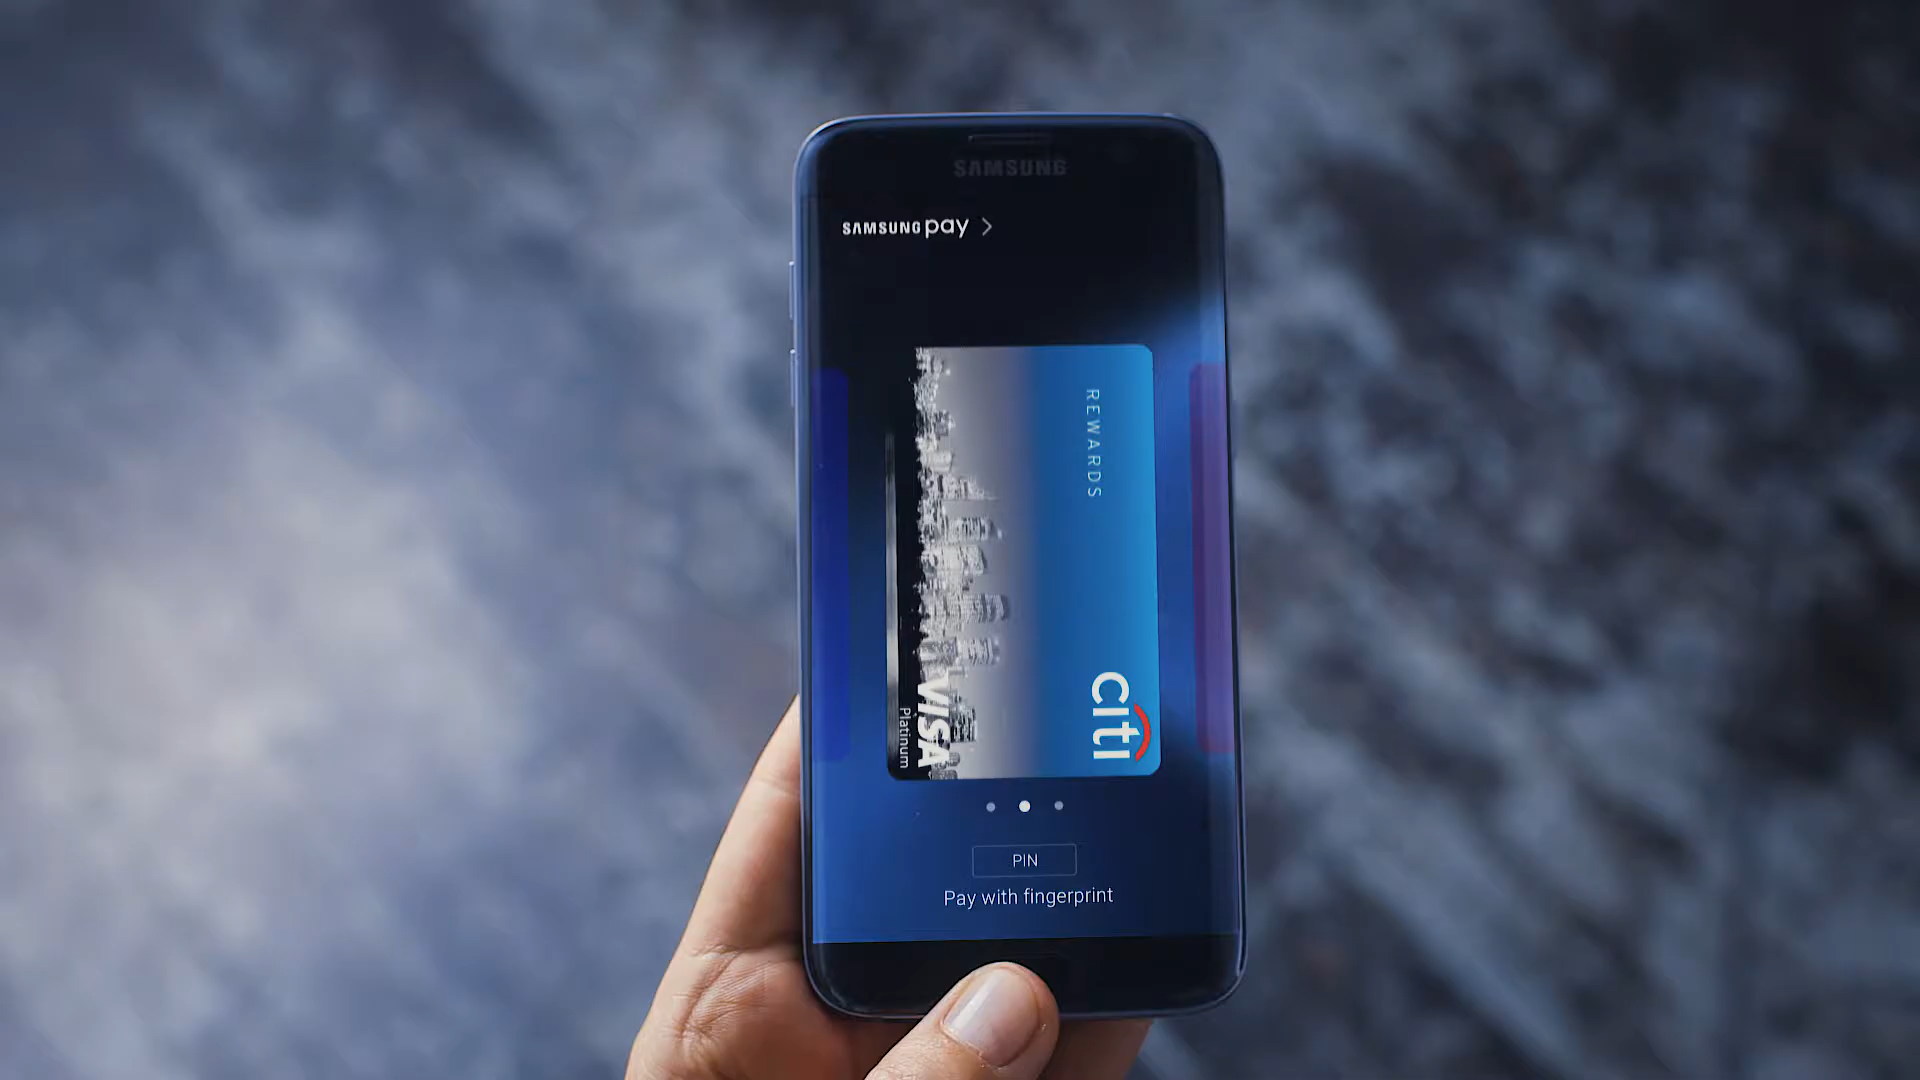 SAMSUNG
SAMSUNG pay >
REWARDS
citi
VISA
Platinum
PIN
Pay with fingerprint